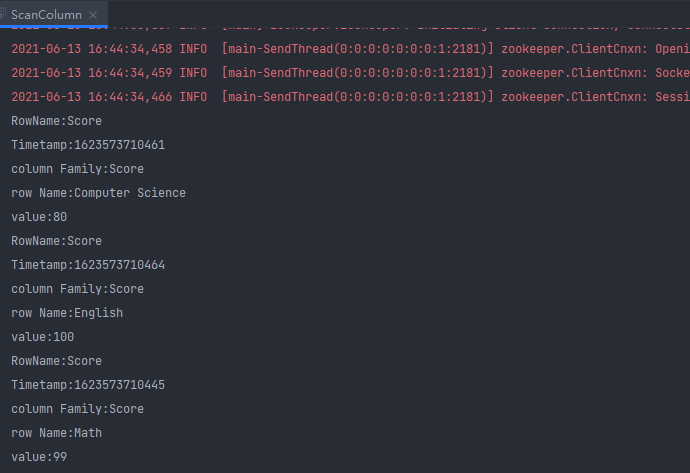 ScanColumn
2021-06-13 16:44:34,458 INFO [main-SendThread(0:0:0:0:0:0:0:1:2181)] zookeeper.ClientCnxn: Openi
2021-06-13 16:44:34,459 INFO [main-SendThread(0:0:0:0:0:0:0:1:2181)] zookeeper.ClientCnxn: Socke
2021-06-13 16:44:34,466 INFO [main-SendThread(0:0:0:0:0:0:0:1:2181)] zookeeper.ClientCnxn: Sessi
RowName:Score
Timetamp:1623573710461
column Family:Score
row Name:Computer Science
value:80
RowName:Score
Timetamp:1623573710464
column Family:Score
row Name:English
value:100
RowName:Score
Timetamp:1623573710445
column Family:Score
row Name:Math
value:99